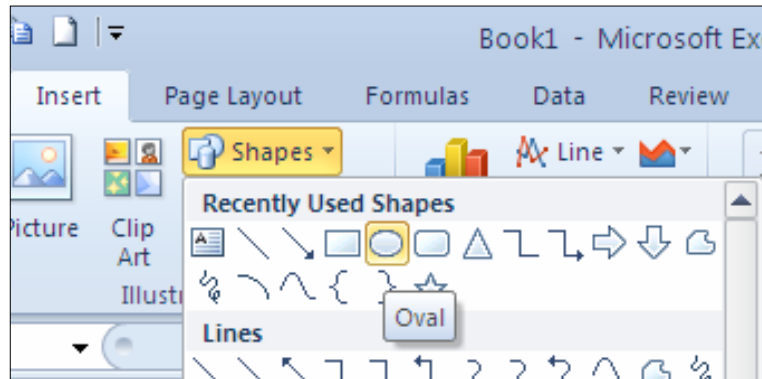 Book1 - Microsoft Ex
Insert Page Layout Formulas Data Review
Shapes Line
Recently Used Shapes
Picture Clip
Art
Illustr
Oval
Lines